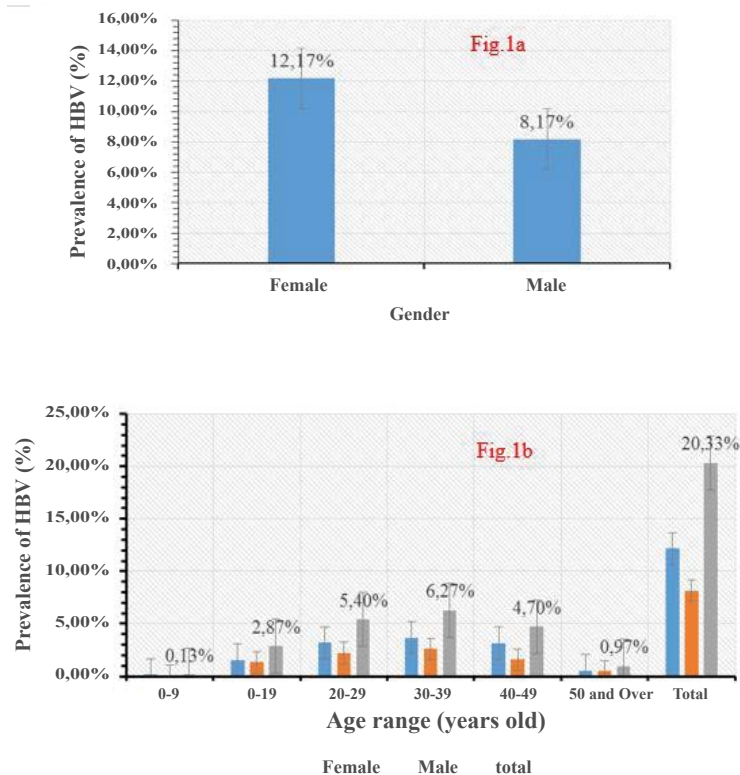 16,00%
Fig.1a
14,00%
12,17%
12,00%
10,00%
8,17%
8,00%
6,00%
4,00%
2,00%
0,00%
Prevalence of HBV (%)
Female Male
Gender
25,00%
Fig.1b
20,33%
20,00%
15,00%
10,00%
6,27%
5,40%
4,70%
5,00%
2,87%
0,97%
0,13%
0,00%
Prevalence of HBV (%)
0-9 0-19 20-29 30-39 40-49 50 and Over Total
Age range (years old)
Female Male total